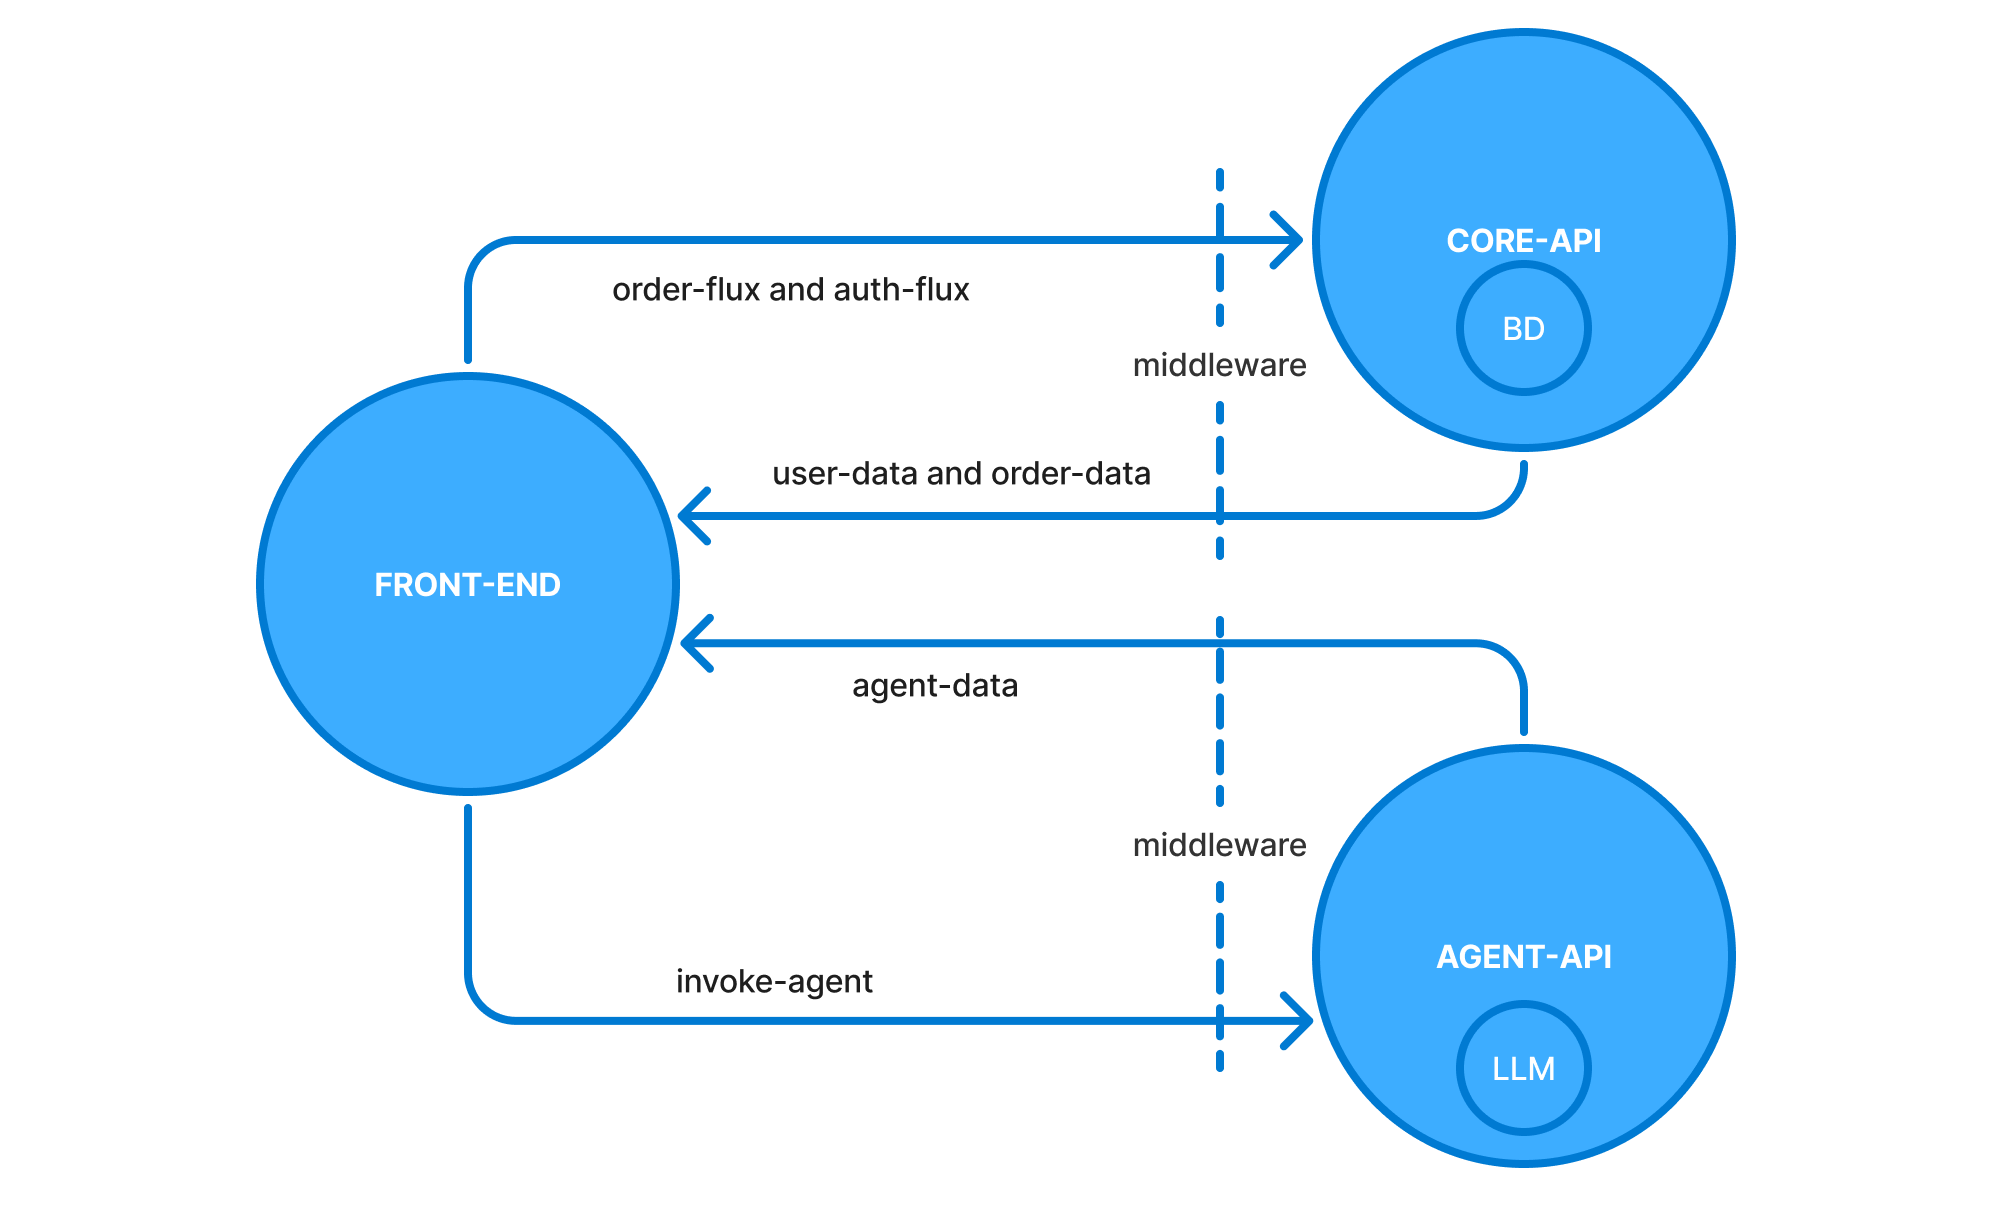 CORE-API
order-flux and auth-flux
BD
middleware
user-data and order-data
FRONT-END
agent-data
middleware
AGENT-API
invoke-agent
LLM